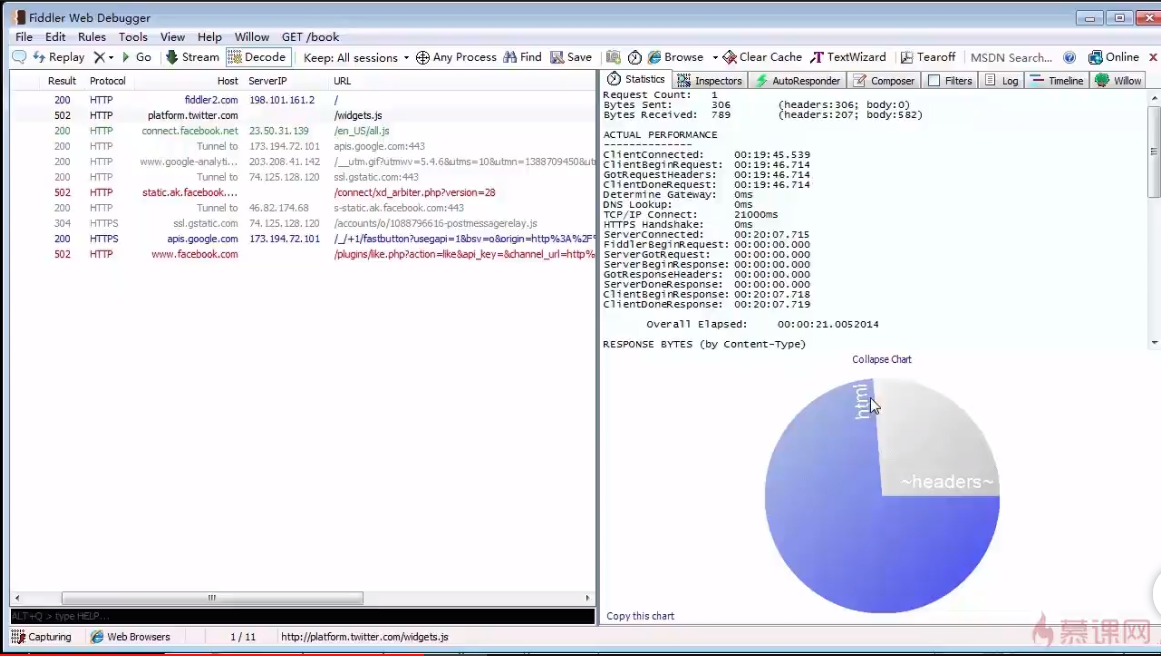 Fiddler Web Debugger
File Edit Rules Tools View Help Willow GET /book
Replay Go Stream Decode Keep: All sessions Any Process Find Save Browse Clear Cache TextWizard Tearoff MSDN Search... Online
Result Protocol Host ServerIP URL
200 HTTP fiddler2.com 198.101.161.2 /
502 HTTP platform.twitter.com /widgets.js
200 HTTP connect.facebook.net 23.50.31.139 /en_US/all.js
Tunnel to 173.194.72.101 apis.google.com:443
200 HTTP www.google-analyti... 203.208.41.142 /__utm.gif?utmwv=5.4.6&utms=10&utmn=1388709450&ut
200 HTTP Tunnel to 74.125.128.120 ssl.gstatic.com:443
502 HTTP static.ak.facebook.... /connect/xd_arbiter.php?version=28
200 HTTP Tunnel to 46.82.174.68 s-static.ak.facebook.com:443
304 HTTPS ssl.gstatic.com 74.125.128.120 /accounts/o/1088796616-postmessagerelay.js
200 HTTPS apis.google.com 173.194.72.101 /_/+1/fastbutton?usegapi=1&bsv=o&origin=http%3A%2F
502 HTTP www.facebook.com /plugins/like.php?action=like&api_key=&channel_url=http%
Statistics Inspectors AutoResponder Composer Filters Log Timeline Willow
Request Count: 1
Bytes Sent: 306 (headers:306; body:0)
Bytes Received: 789 (headers:207; body:582)
ACTUAL PERFORMANCE
--------------
ClientConnected: 00:19:45.539
ClientBeginRequest: 00:19:46.714
GotRequestHeaders: 00:19:46.714
ClientDoneRequest: 00:19:46.714
Determine Gateway: 0ms
DNS Lookup: 0ms
TCP/IP Connect: 21000ms
HTTPS Handshake: 0ms
ServerConnected: 00:20:07.715
FiddlerBeginRequest: 00:00:00.000
ServerGotRequest: 00:00:00.000
ServerBeginResponse: 00:00:00.000
GotResponseHeaders: 00:00:00.000
ServerDoneResponse: 00:00:00.000
ClientBeginResponse: 00:20:07.718
ClientDoneResponse: 00:20:07.719
Overall Elapsed: 00:00:21.0052014
RESPONSE BYTES (by Content-Type)
Collapse Chart
html
~headers~
Copy this chart
ALT+Q > type HELP...
Capturing Web Browsers 1 / 11 http://platform.twitter.com/widgets.js
慕课网